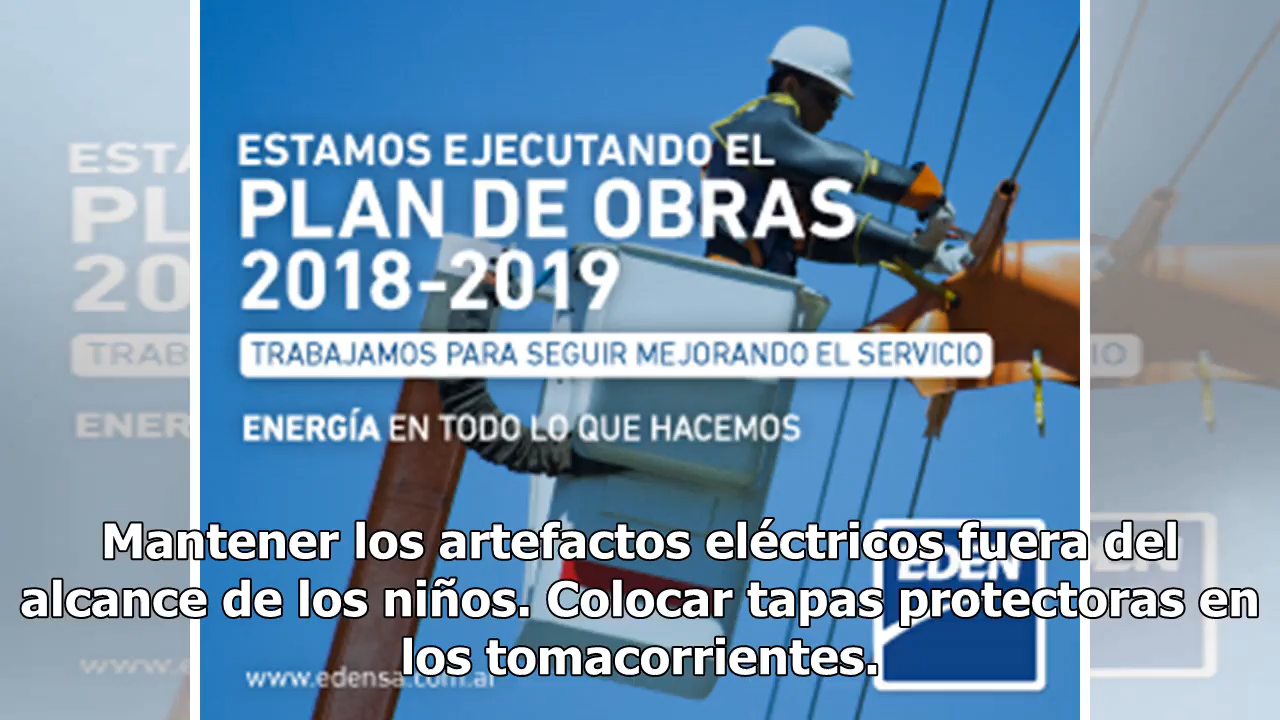 ESTAMOS EJECUTANDO EL
PLAN DE OBRAS
2018-2019
TRABAJAMOS PARA SEGUIR MEJORANDO EL SERVICIO
ENERGÍA EN TODO LO QUE HACEMOS
EDEN
Mantener los artefactos eléctricos fuera del
alcance de los niños. Colocar tapas protectoras en
los tomacorrientes.
www.edensa.com.ar